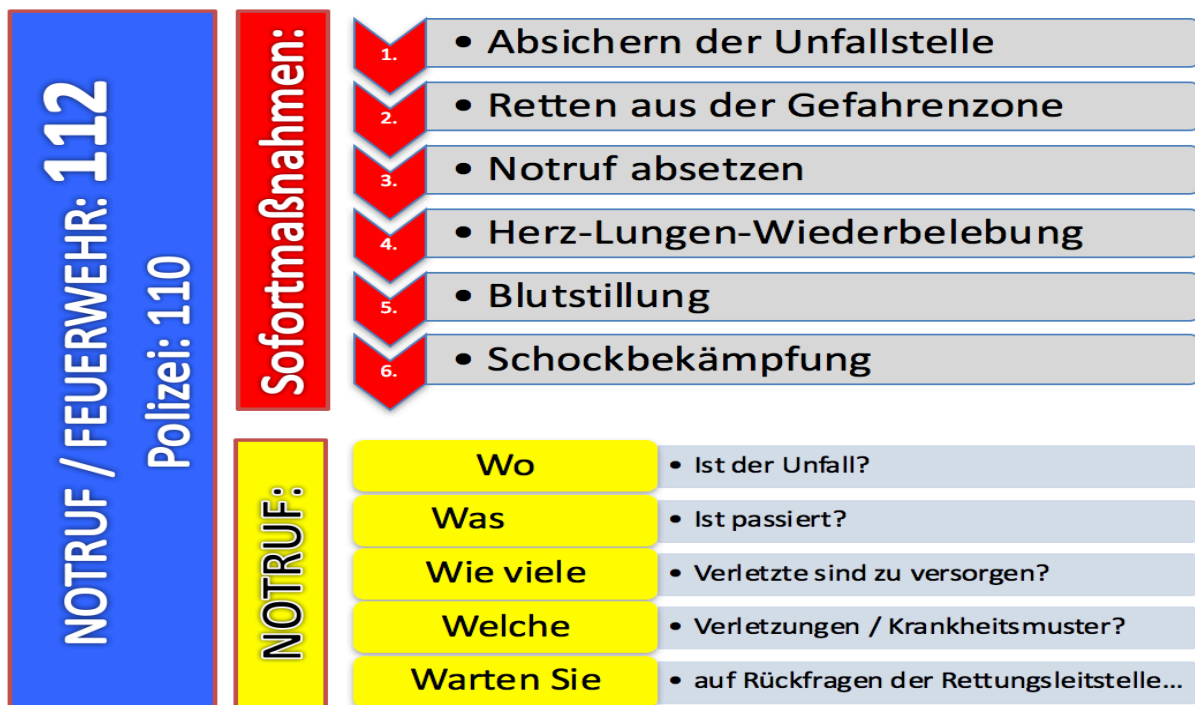 NOTRUF / FEUERWEHR: 112
Polizei: 110
Sofortmaßnahmen:
1. • Absichern der Unfallstelle
2. • Retten aus der Gefahrenzone
3. • Notruf absetzen
4. • Herz-Lungen-Wiederbelebung
5. • Blutstillung
6. • Schockbekämpfung
NOTRUF:
Wo • Ist der Unfall?
Was • Ist passiert?
Wie viele • Verletzte sind zu versorgen?
Welche • Verletzungen / Krankheitsmuster?
Warten Sie • auf Rückfragen der Rettungsleitstelle...